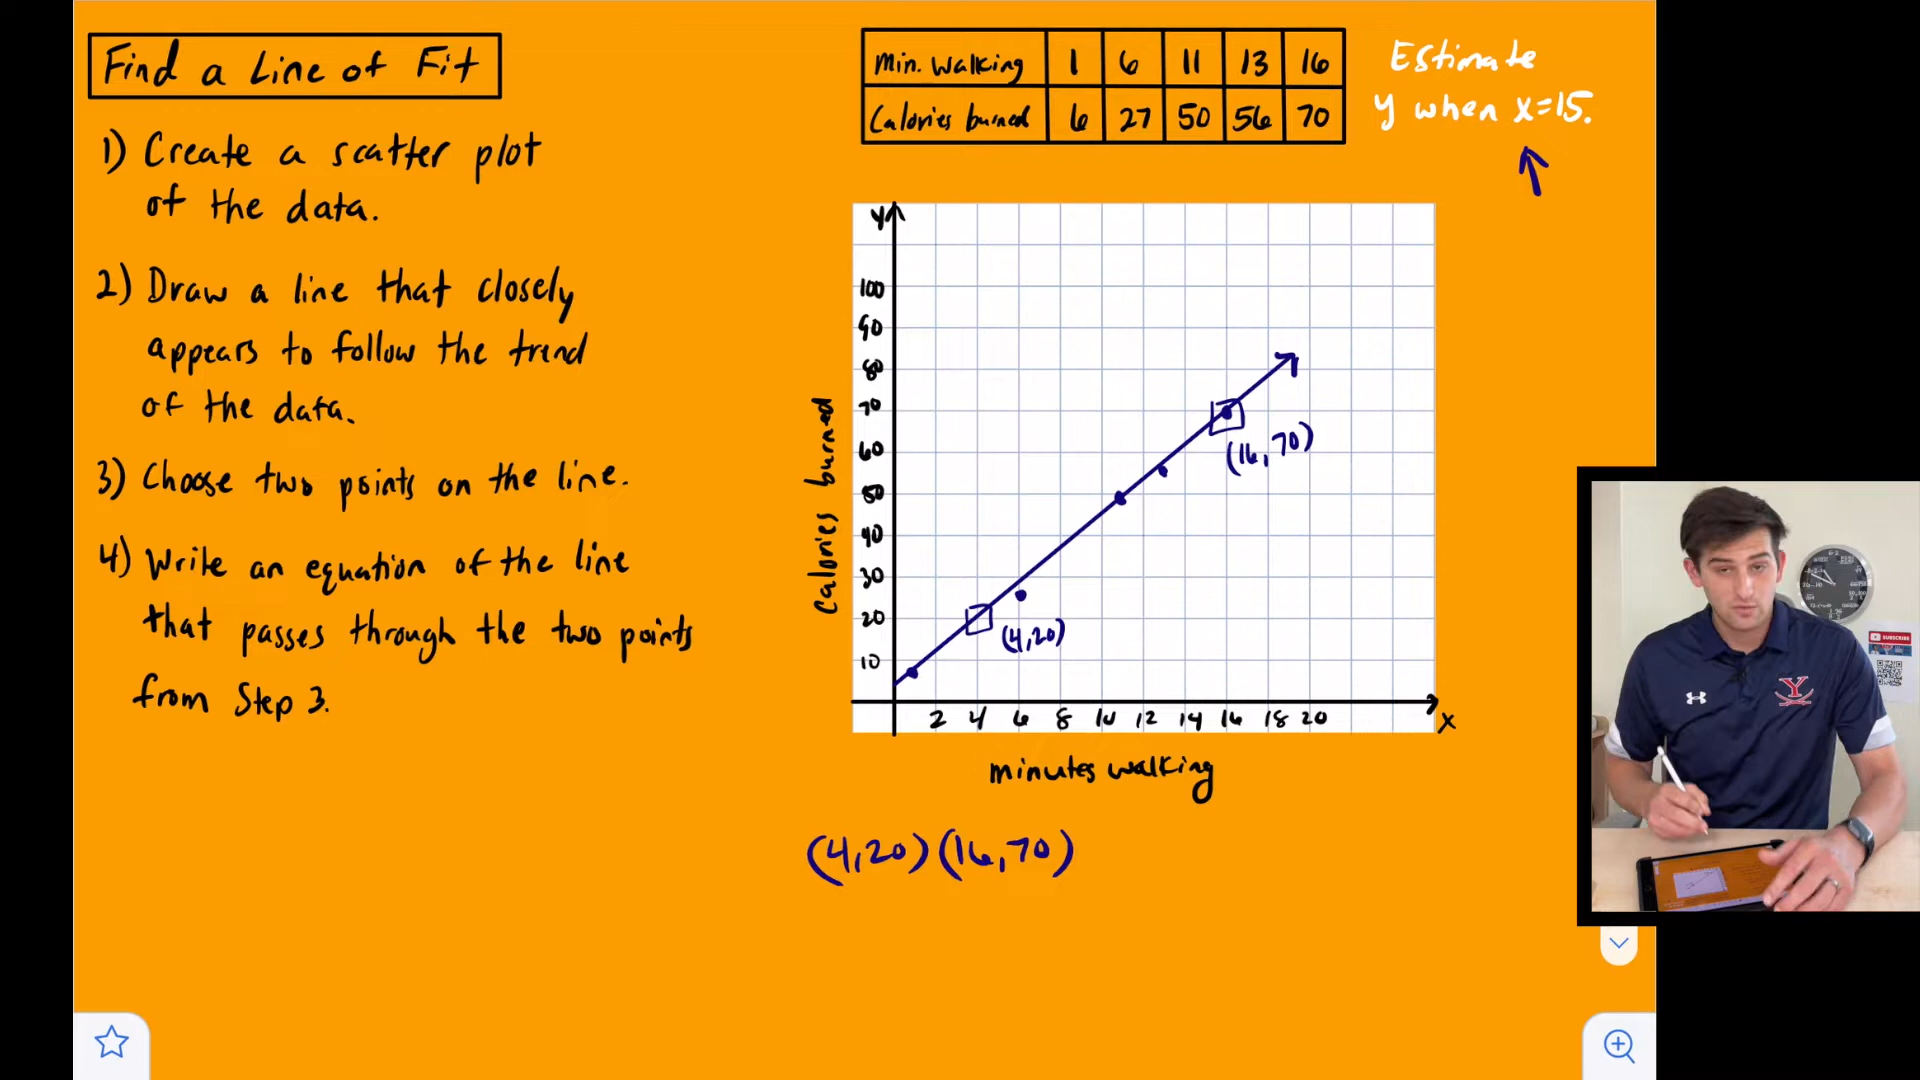 Find a Line of Fit
1) Create a scatter plot
of the data.
2) Draw a line that closely
appears to follow the trend
of the data.
3) Choose two points on the line.
4) Write an equation of the line
that passes through the two points
from Step 3.
Min. Walking 1 6 11 13 16
Calories burned 6 27 50 56 70
Estimate
y when x=15.
y
100
90
80
70
60
50
40
30
20
10
calories burned
(16,70)
(4,20)
2 4 6 8 10 12 14 16 18 20 x
minutes walking
(4,20) (16,70)
Y
SUBSCRIBE